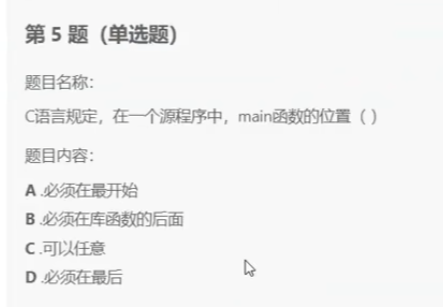 第 5 题（单选题）
题目名称：
C语言规定，在一个源程序中，main函数的位置（ ）
题目内容：
A .必须在最开始
B .必须在库函数的后面
C .可以任意
D .必须在最后